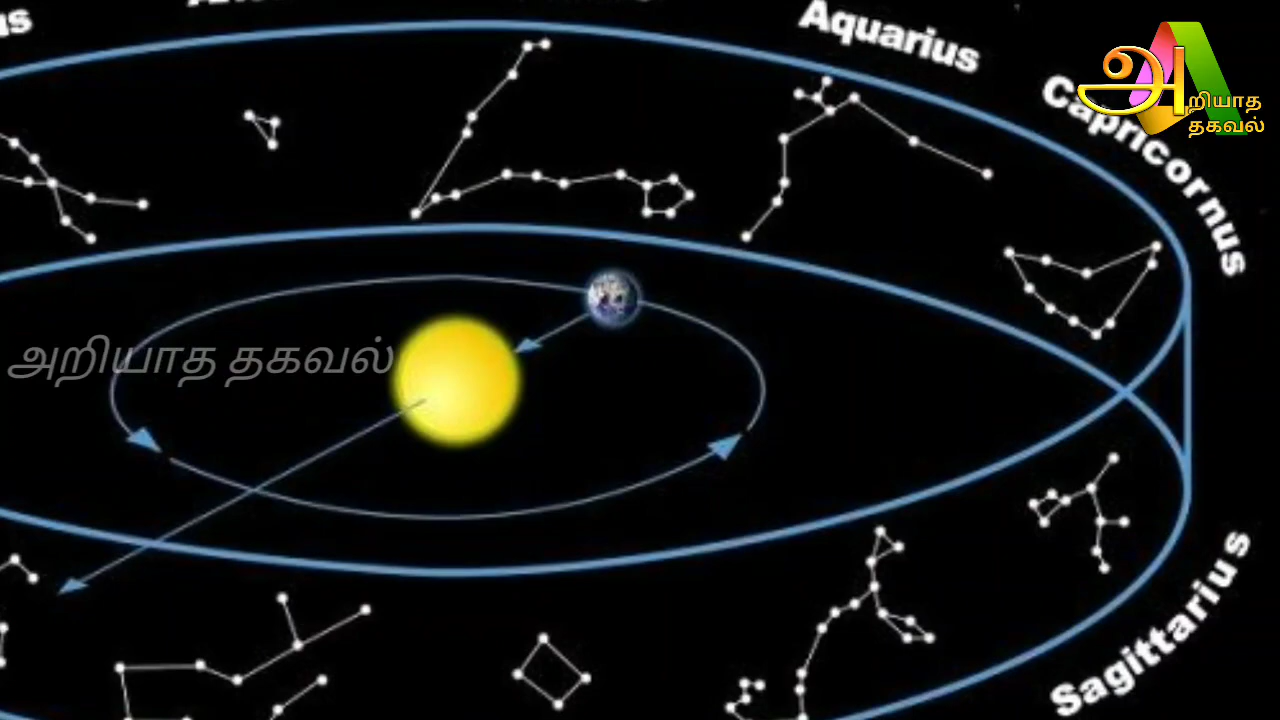 Aquarius
Capricornus
அறியாத
தகவல்
அறியாத தகவல்
Sagittarius